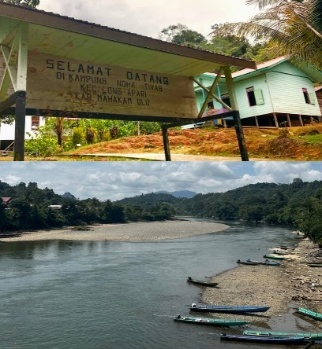 SELAMAT DATANG
DI KAMPUNG NOHA TIVAB
KEC LONG APARI
KAB MAHAKAM ULU